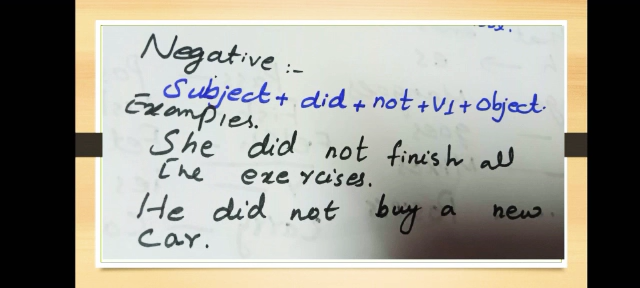 Negative :-
Subject + did + not + V1 + Object.
Examples.
She did not finish all
the exercises.
He did not buy a new
car.